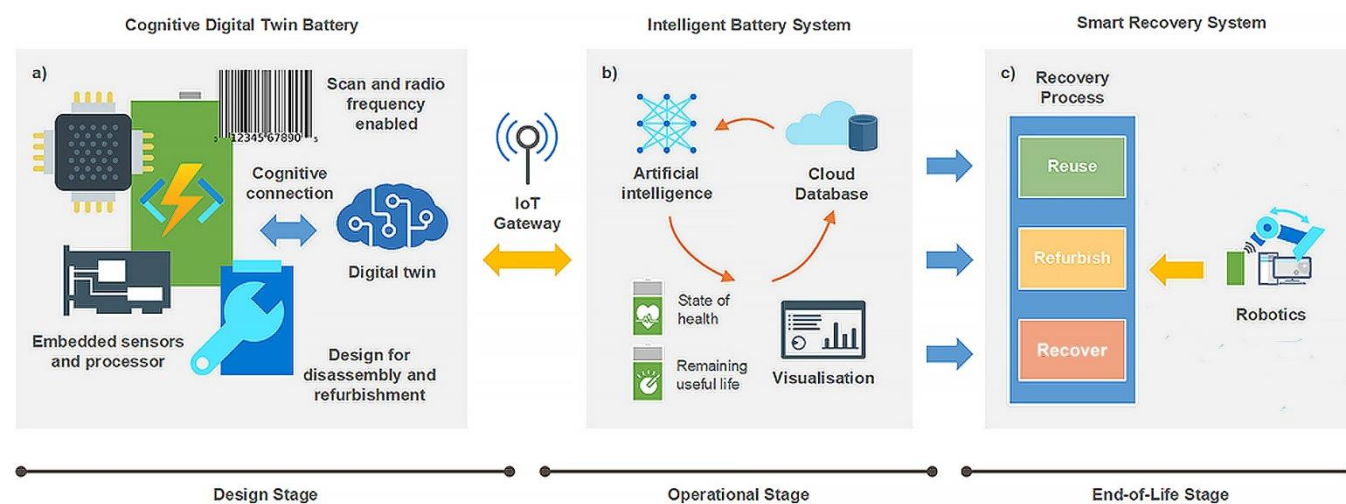 Cognitive Digital Twin Battery
Intelligent Battery System
Smart Recovery System
a)
Scan and radio
frequency
enabled
12345 67890 5
Cognitive
connection
Digital twin
Embedded sensors
and processor
Design for
disassembly and
refurbishment
IoT
Gateway
b)
Artificial
intelligence
Cloud
Database
State of
health
Remaining
useful life
Visualisation
c)
Recovery
Process
Reuse
Refurbish
Recover
Robotics
Design Stage
Operational Stage
End-of-Life Stage